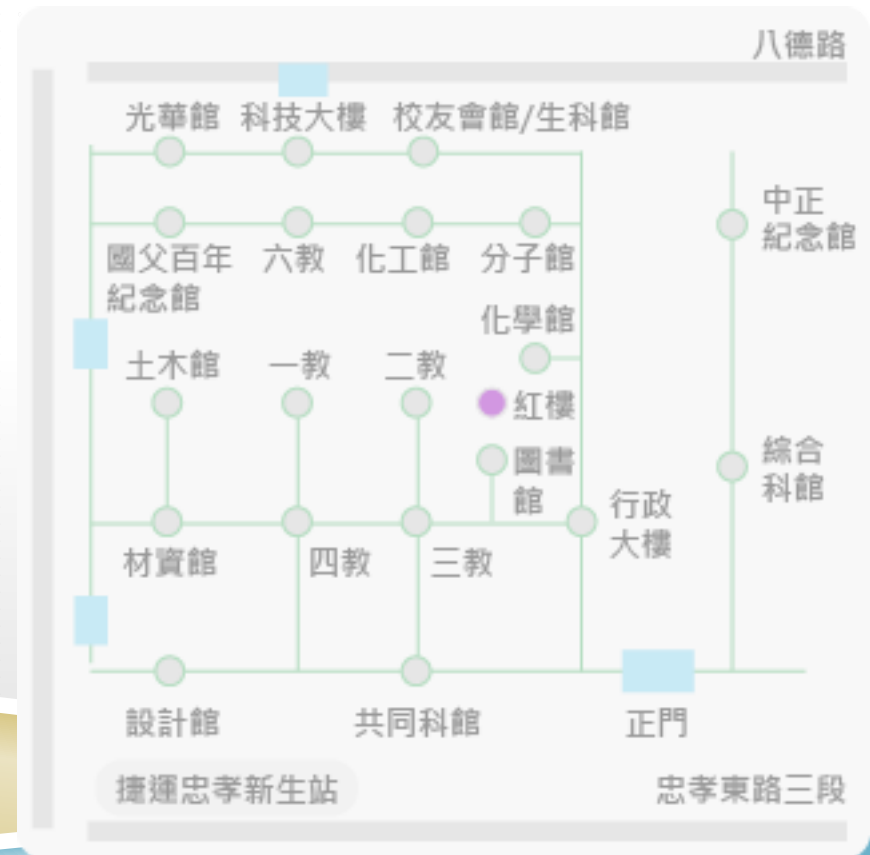 八德路
光華館 科技大樓 校友會館/生科館
中正
紀念館
國父百年
紀念館
六教 化工館 分子館
化學館
土木館 一教 二教
紅樓
圖書
館
綜合
科館
行政
大樓
材資館 四教 三教
設計館 共同科館 正門
捷運忠孝新生站 忠孝東路三段